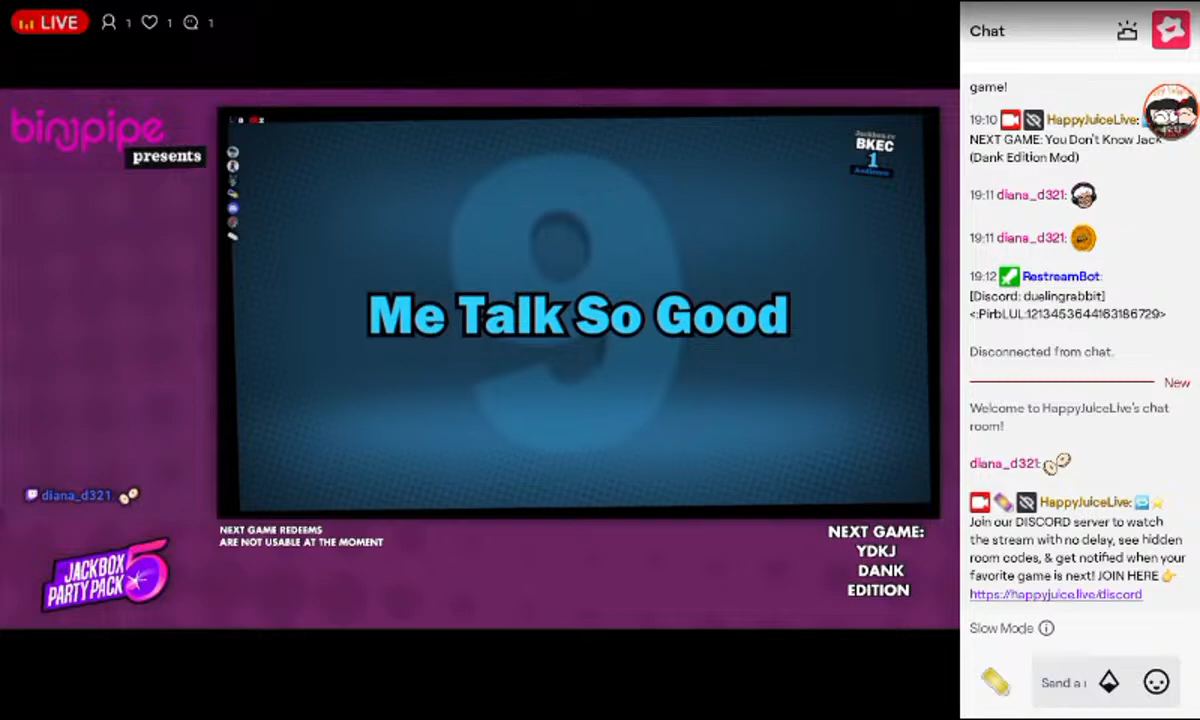 LIVE
1
1
1
binjpipe
presents
Jackbox.tv
BKEC
1
Audience
9
Me Talk So Good
diana_d321
JACKBOX
PARTY PACK
5
NEXT GAME REDEEMS
ARE NOT USABLE AT THE MOMENT
NEXT GAME:
YDKJ
DANK
EDITION
Chat
game!
19:10 HappyJuiceLive:
NEXT GAME: You Don't Know Jack
(Dank Edition Mod)
19:11 diana_d321:
19:11 diana_d321:
19:12 RestreamBot:
[Discord: duelingrabbit]
<:PirbLUL:1213453644163186729>
Disconnected from chat.
New
Welcome to HappyJuiceLive's chat
room!
diana_d321:
HappyJuiceLive:
Join our DISCORD server to watch
the stream with no delay, see hidden
room codes, & get notified when your
favorite game is next! JOIN HERE
https://happyjuice.live/discord
Slow Mode
Send a